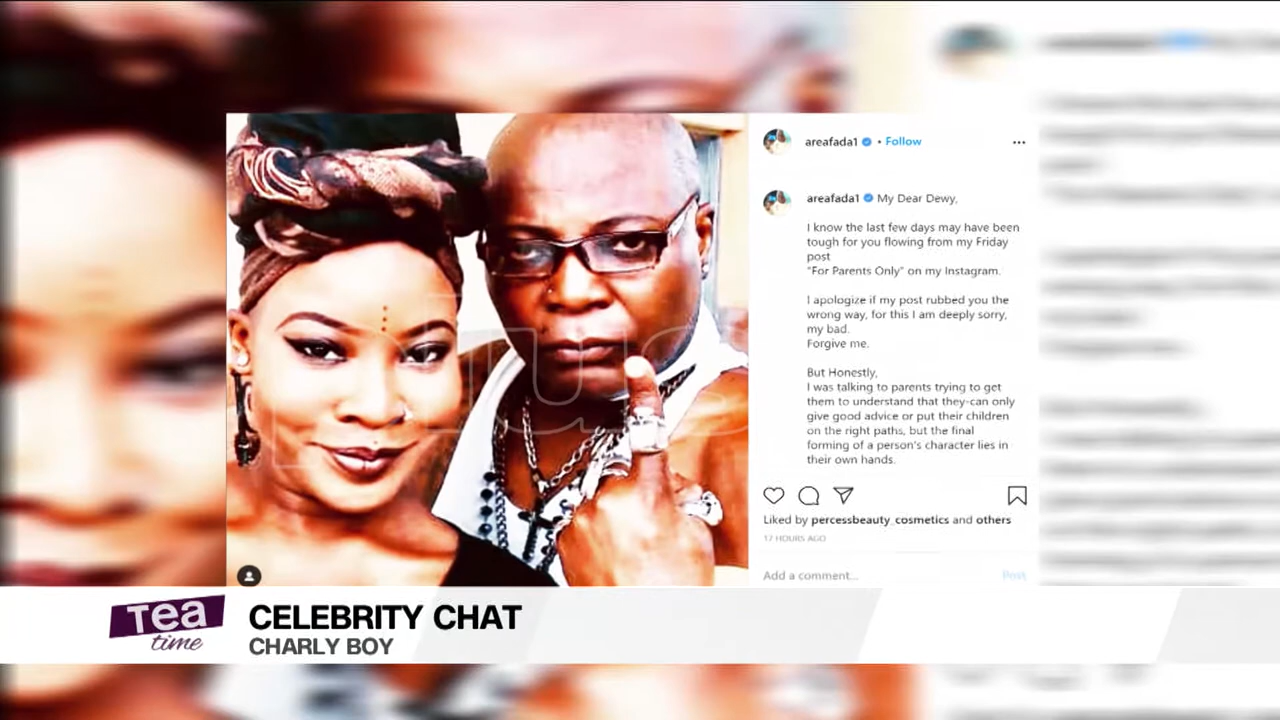 areafada1 • Follow
areafada1 My Dear Dewy,
I know the last few days may have been
tough for you flowing from my Friday
post
"For Parents Only" on my Instagram.
I apologize if my post rubbed you the
wrong way, for this I am deeply sorry,
my bad.
Forgive me.
But Honestly,
I was talking to parents trying to get
them to understand that they-can only
give good advice or put their children
on the right paths, but the final
forming of a person's character lies in
their own hands.
Liked by percessbeauty_cosmetics and others
17 HOURS AGO
Add a comment...
Post
Tea
time
CELEBRITY CHAT
CHARLY BOY